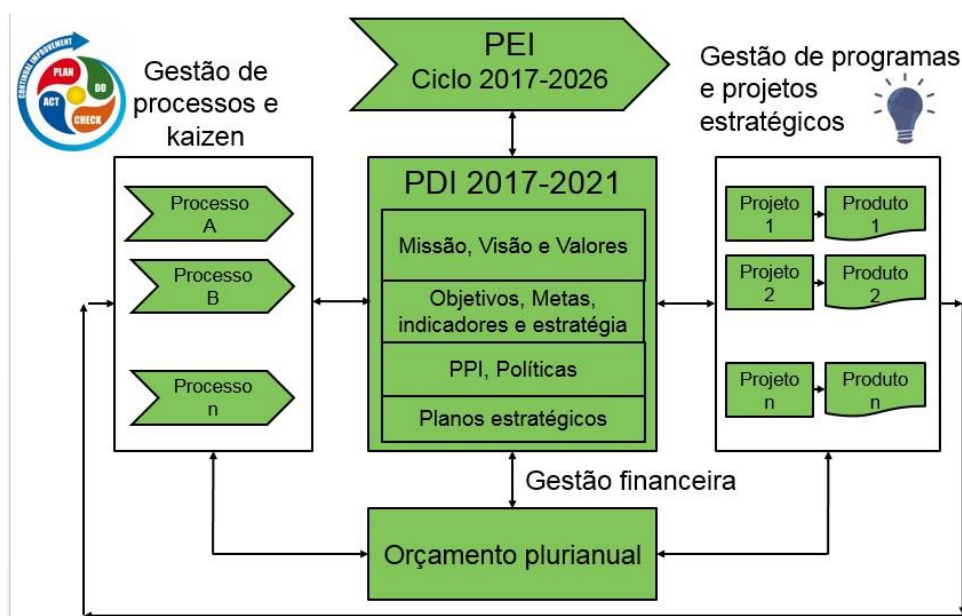 PEI
Ciclo 2017-2026
CONTINUAL IMPROVEMENT
PLAN
DO
CHECK
ACT
Gestão de
processos e
kaizen
Gestão de programas
e projetos
estratégicos
Processo
A
Processo
B
Processo
n
PDI 2017-2021
Missão, Visão e Valores
Objetivos, Metas,
indicadores e estratégia
PPI, Políticas
Planos estratégicos
Projeto
1
Produto
1
Projeto
2
Produto
2
Projeto
n
Produto
n
Gestão financeira
Orçamento plurianual